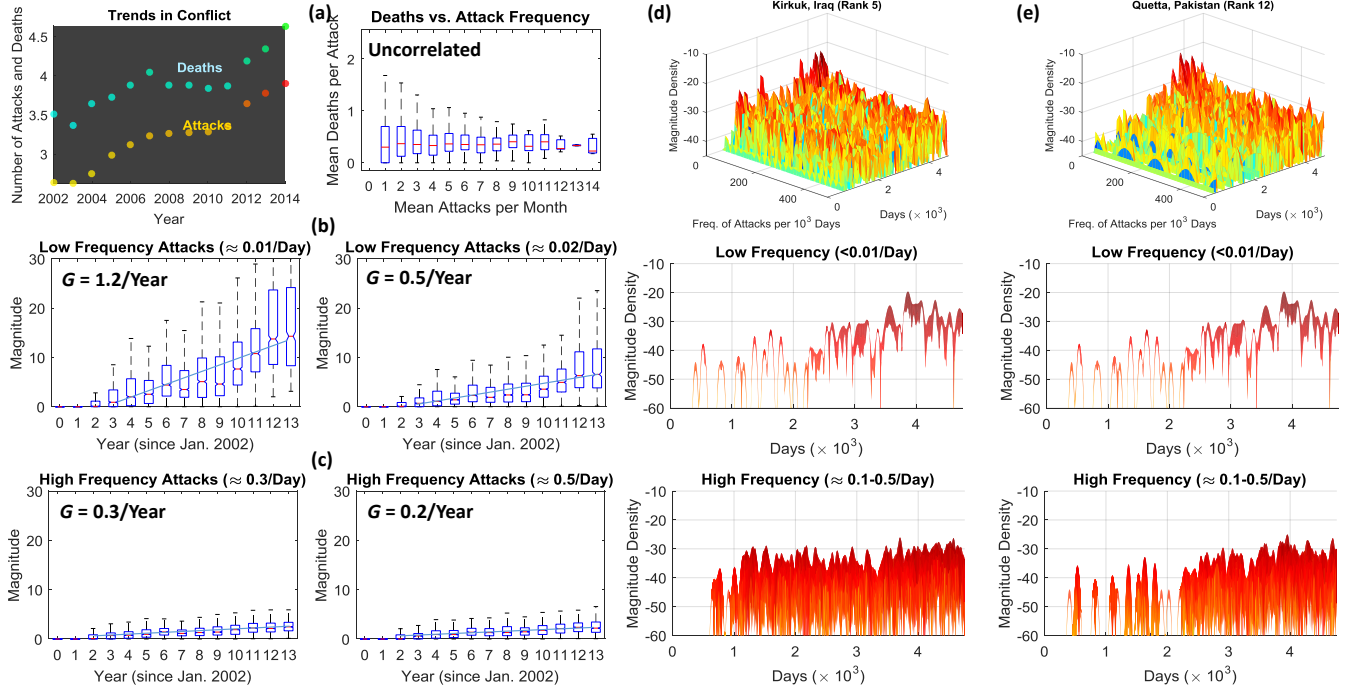 Trends in Conflict
Number of Attacks and Deaths
4.5
4
3.5
3
Deaths
Attacks
2002 2004 2006 2008 2010 2012 2014
Year
(a)
Deaths vs. Attack Frequency
Mean Deaths per Attack
Uncorrelated
2
1
0
0 1 2 3 4 5 6 7 8 9 10 11 12 13 14
Mean Attacks per Month
(d)
Kirkuk, Iraq (Rank 5)
Magnitude Density
-10
-20
-30
-40
200
400
0
2
4
Freq. of Attacks per 10³ Days
Days (× 10³)
(e)
Quetta, Pakistan (Rank 12)
Magnitude Density
-10
-20
-30
-40
200
400
0
2
4
Freq. of Attacks per 10³ Days
Days (× 10³)
(b)
Low Frequency Attacks (≈ 0.01/Day)
G = 1.2/Year
Magnitude
30
20
10
0
0 1 2 3 4 5 6 7 8 9 10 11 12 13
Year (since Jan. 2002)
Low Frequency Attacks (≈ 0.02/Day)
G = 0.5/Year
Magnitude
30
20
10
0
0 1 2 3 4 5 6 7 8 9 10 11 12 13
Year (since Jan. 2002)
Low Frequency (<0.01/Day)
Magnitude Density
-10
-20
-30
-40
-50
-60
0 1 2 3 4
Days (× 10³)
Low Frequency (<0.01/Day)
Magnitude Density
-10
-20
-30
-40
-50
-60
0 1 2 3 4
Days (× 10³)
(c)
High Frequency Attacks (≈ 0.3/Day)
G = 0.3/Year
Magnitude
30
20
10
0
0 1 2 3 4 5 6 7 8 9 10 11 12 13
Year (since Jan. 2002)
High Frequency Attacks (≈ 0.5/Day)
G = 0.2/Year
Magnitude
30
20
10
0
0 1 2 3 4 5 6 7 8 9 10 11 12 13
Year (since Jan. 2002)
High Frequency (≈ 0.1-0.5/Day)
Magnitude Density
-10
-20
-30
-40
-50
-60
0 1 2 3 4
Days (× 10³)
High Frequency (≈ 0.1-0.5/Day)
Magnitude Density
-10
-20
-30
-40
-50
-60
0 1 2 3 4
Days (× 10³)